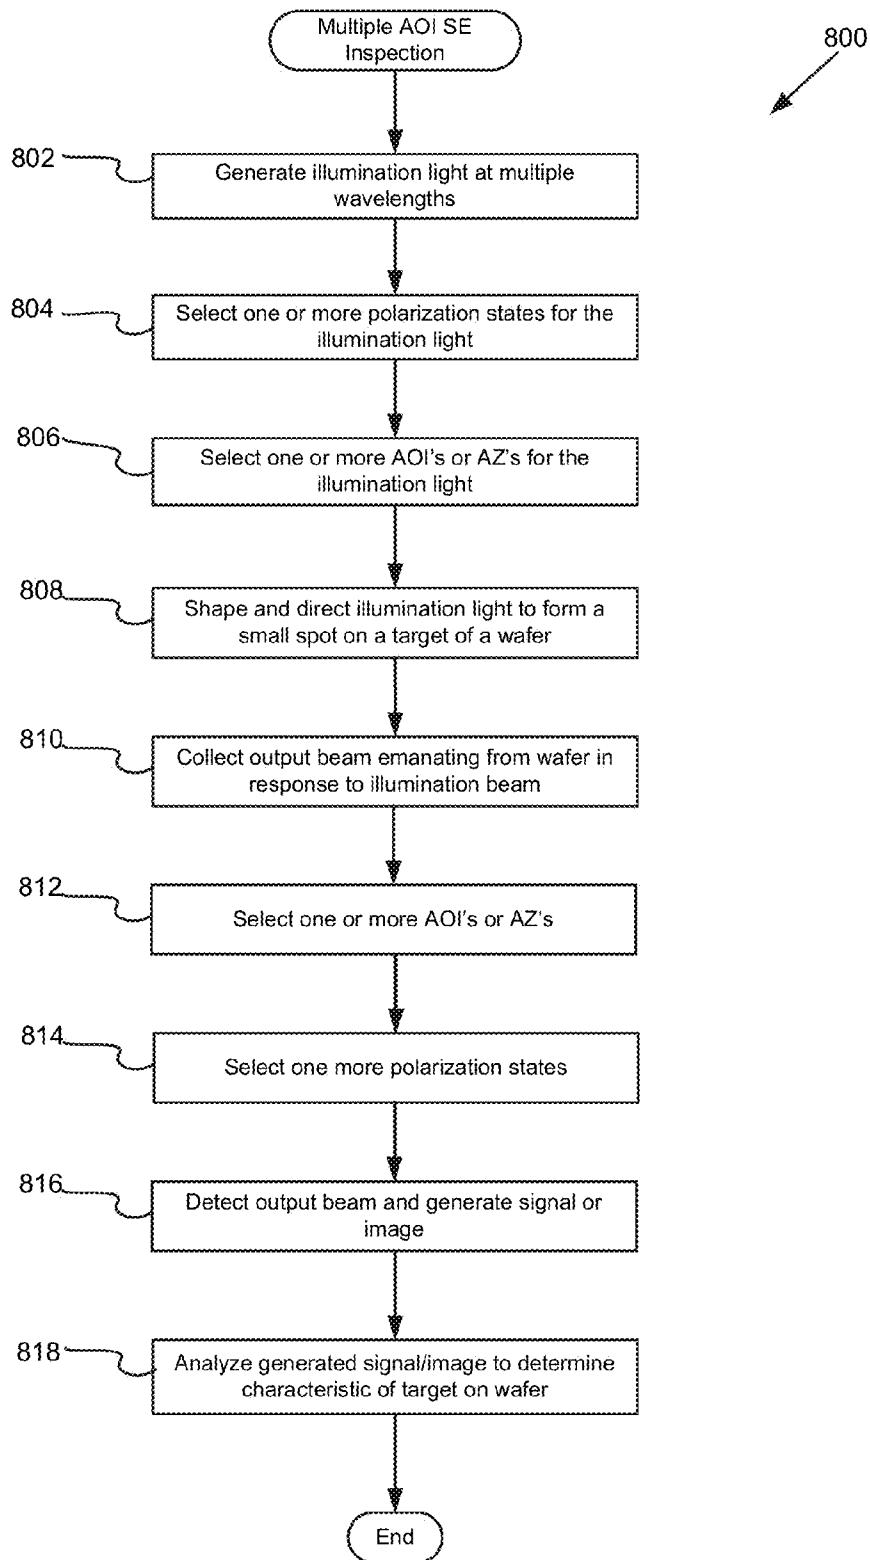 Multiple AOI SE
Inspection
800
802
Generate illumination light at multiple
wavelengths
804
Select one or more polarization states for the
illumination light
806
Select one or more AOI's or AZ's for the
illumination light
808
Shape and direct illumination light to form a
small spot on a target of a wafer
810
Collect output beam emanating from wafer in
response to illumination beam
812
Select one or more AOI's or AZ's
814
Select one more polarization states
816
Detect output beam and generate signal or
image
818
Analyze generated signal/image to determine
characteristic of target on wafer
End